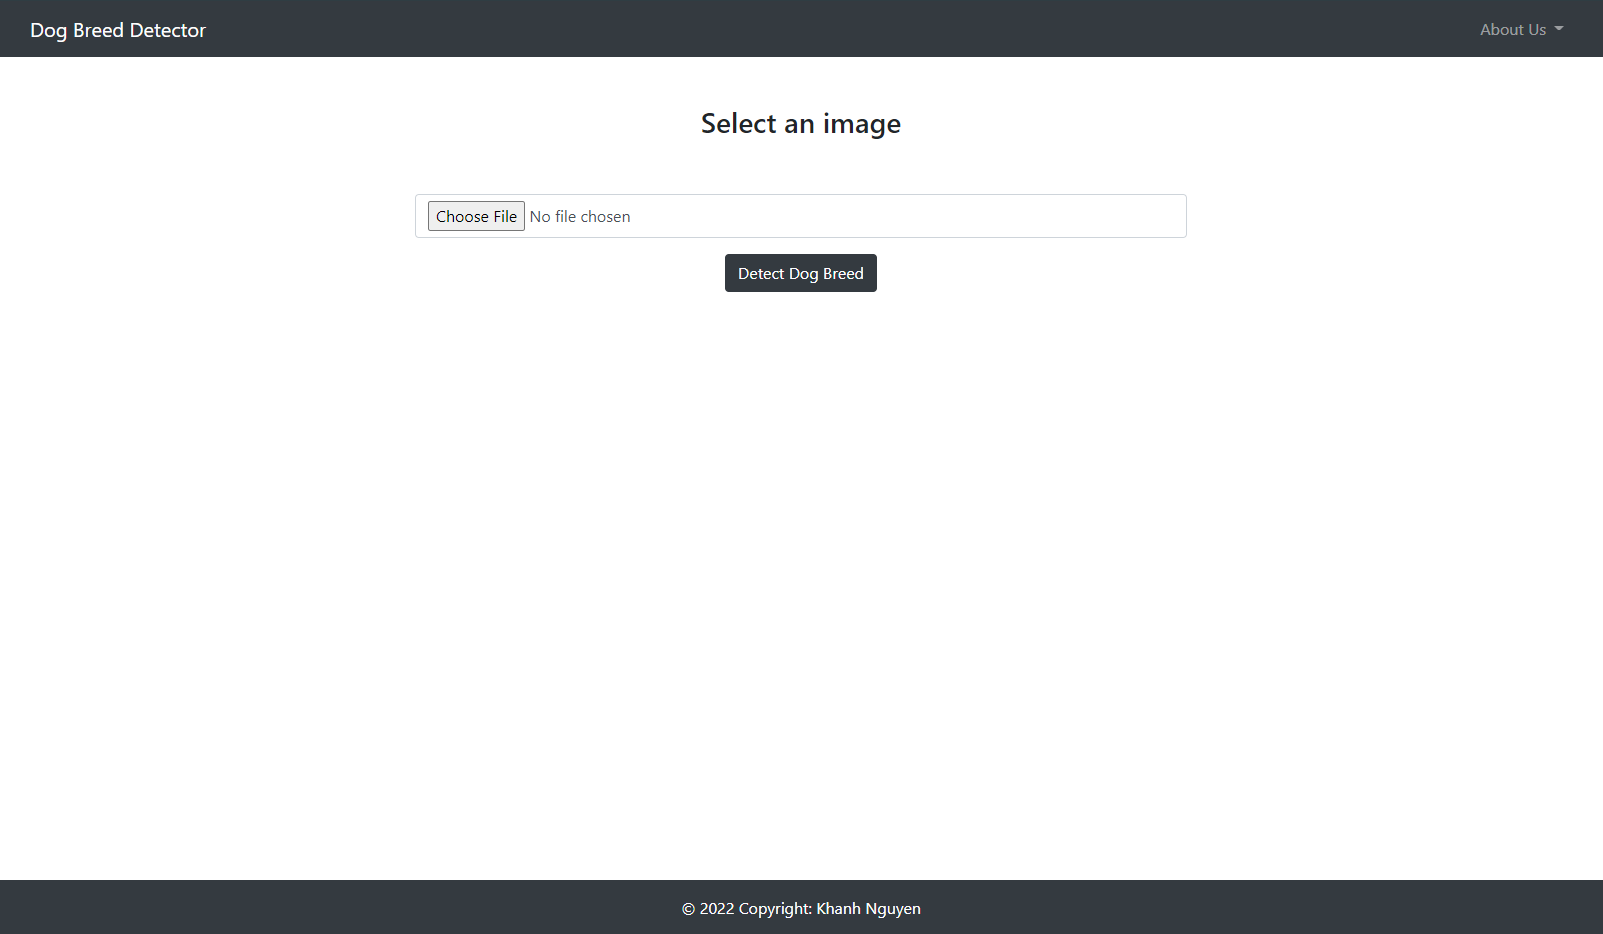 Dog Breed Detector
About Us
Select an image
Choose File No file chosen
Detect Dog Breed
© 2022 Copyright: Khanh Nguyen